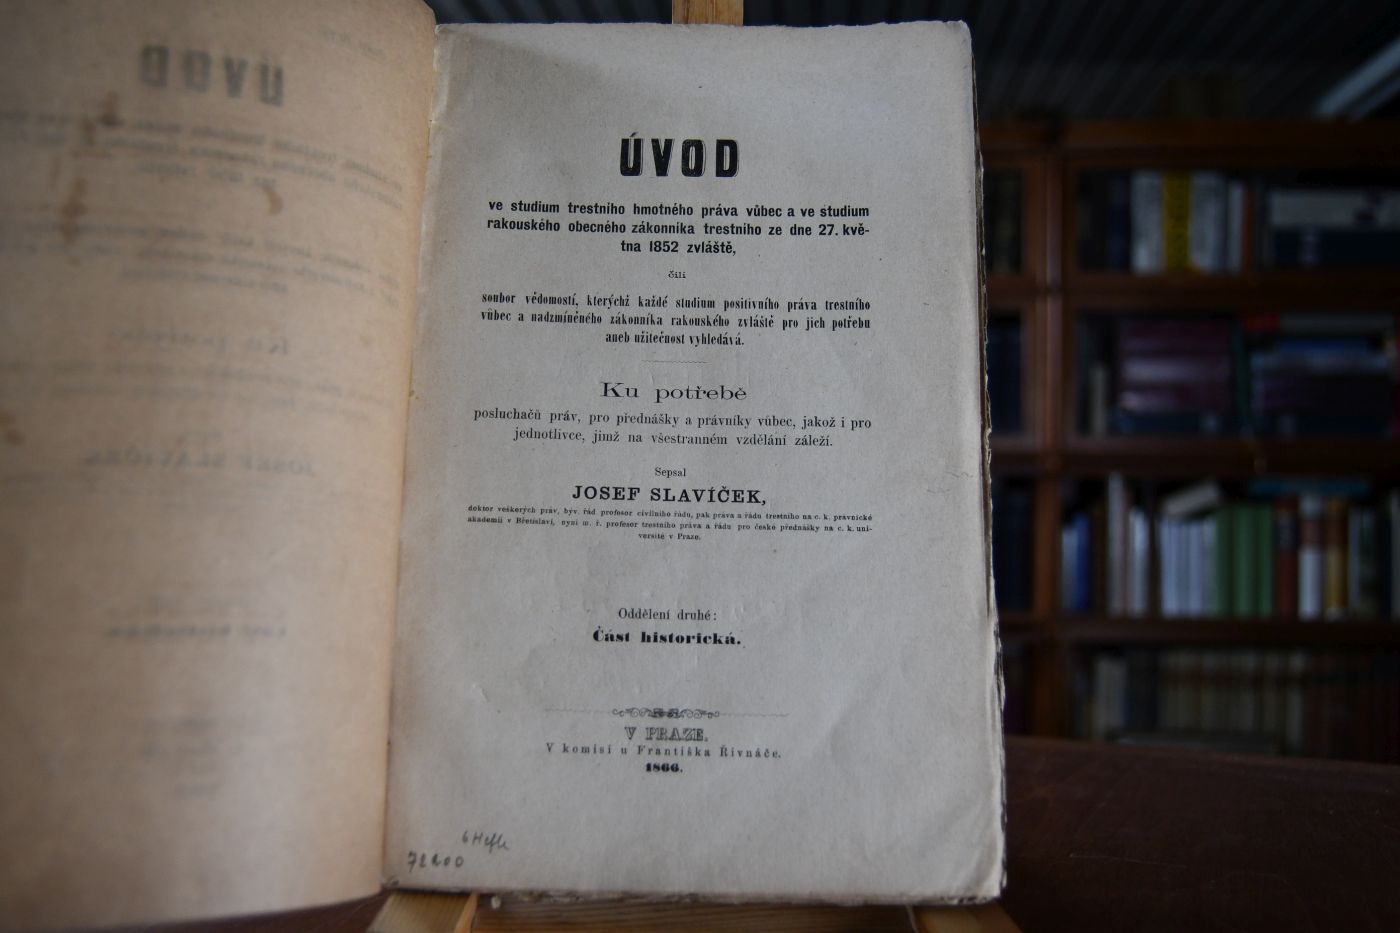 ÚVOD
ve studium trestního hmotného práva vůbec a ve studium
rakouského obecného zákonníka trestního ze dne 27. kvě-
tna 1852 zvláště,
čili
soubor vědomostí, kterýchž každé studium positivního práva trestního
vůbec a nadzmíněného zákonníka rakouského zvláště pro jich potřebu
aneb užitečnost vyhledává.
Ku potřebě
posluchačů práv, pro přednášky a právníky vůbec, jakož i pro
jednotlivce, jimž na všestranném vzdělání záleží.
Sepsal
JOSEF SLAVÍČEK,
doktor veškerých práv, býv. řád profesor civilního řádu, pak práva a řádu trestního na c. k. právnické
akademii v Břetislavi, nyní m. ř. profesor trestního práva a řádu pro české přednášky na c. k. uni-
versitě v Praze.
Oddělení druhé:
Část historická.
V PRAZE.
V komisí u Františka Řivnáče.
1866.
6 Hefte